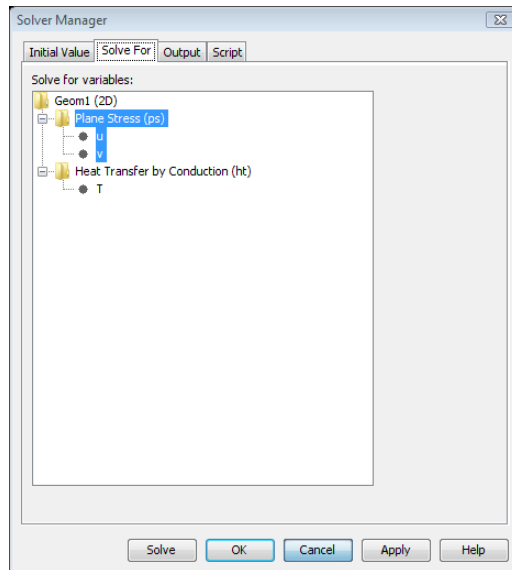 Solver Manager
Initial Value Solve For Output Script
Solve for variables:
Geom1 (2D)
Plane Stress (ps)
u
v
Heat Transfer by Conduction (ht)
T
Solve OK Cancel Apply Help